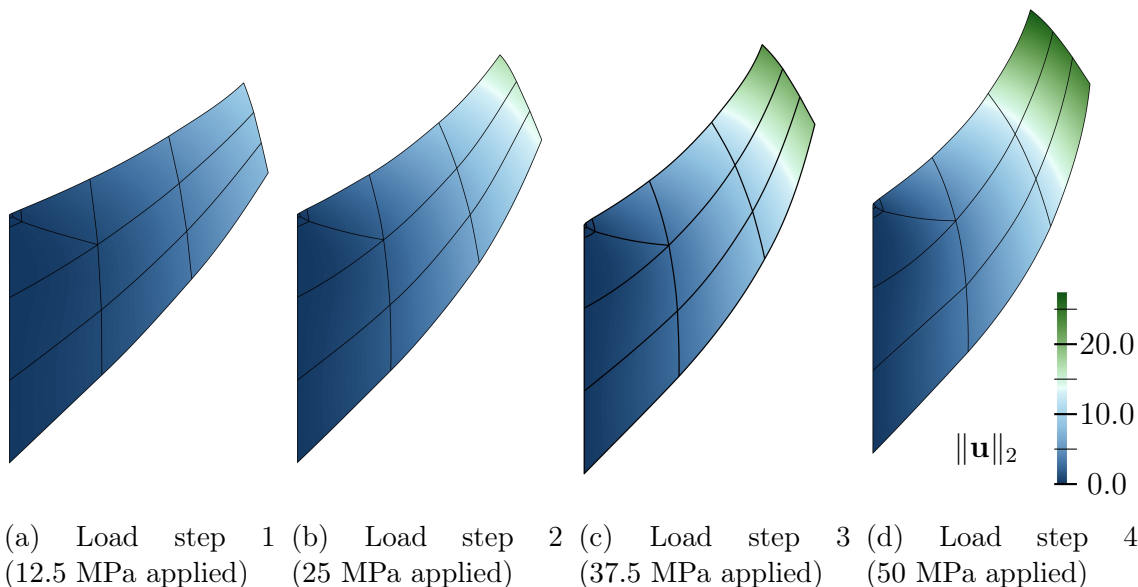 20.0
10.0
‖u‖₂
0.0
(a) Load step 1
(12.5 MPa applied)
(b) Load step 2
(25 MPa applied)
(c) Load step 3
(37.5 MPa applied)
(d) Load step 4
(50 MPa applied)